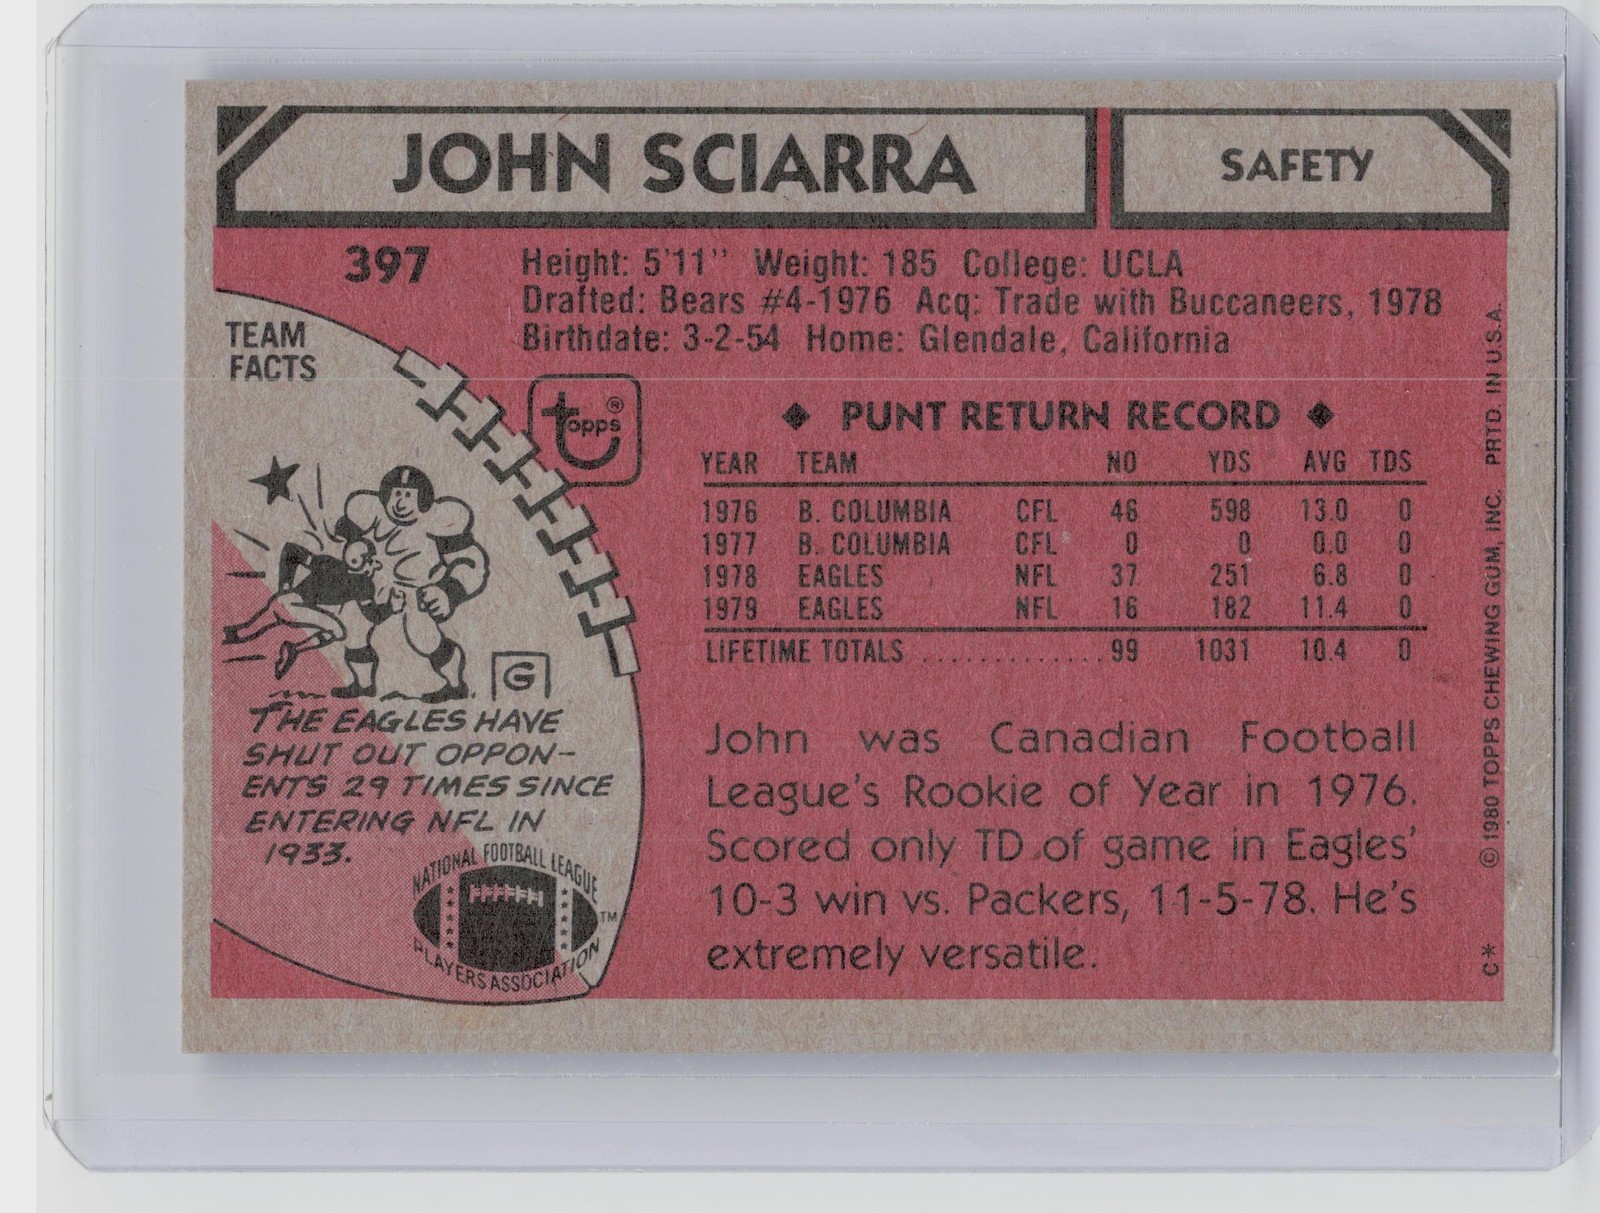 JOHN SCIARRA
SAFETY
397
Height: 5'11" Weight: 185 College: UCLA
Drafted: Bears #4-1976 Acq: Trade with Buccaneers, 1978
Birthdate: 3-2-54 Home: Glendale, California
TEAM
FACTS
topps®
◆ PUNT RETURN RECORD ◆
YEAR TEAM NO YDS AVG TDS
1976 B. COLUMBIA CFL 46 598 13.0 0
1977 B. COLUMBIA CFL 0 0 0.0 0
1978 EAGLES NFL 37 251 6.8 0
1979 EAGLES NFL 16 182 11.4 0
LIFETIME TOTALS .............99 1031 10.4 0
G
THE EAGLES HAVE
SHUT OUT OPPON-
ENTS 29 TIMES SINCE
ENTERING NFL IN
1933.
NATIONAL FOOTBALL LEAGUE
PLAYERS ASSOCIATION
TM
John was Canadian Football
League's Rookie of Year in 1976.
Scored only TD of game in Eagles'
10-3 win vs. Packers, 11-5-78. He's
extremely versatile.
C* © 1980 TOPPS CHEWING GUM, INC. PRTD. IN U.S.A.